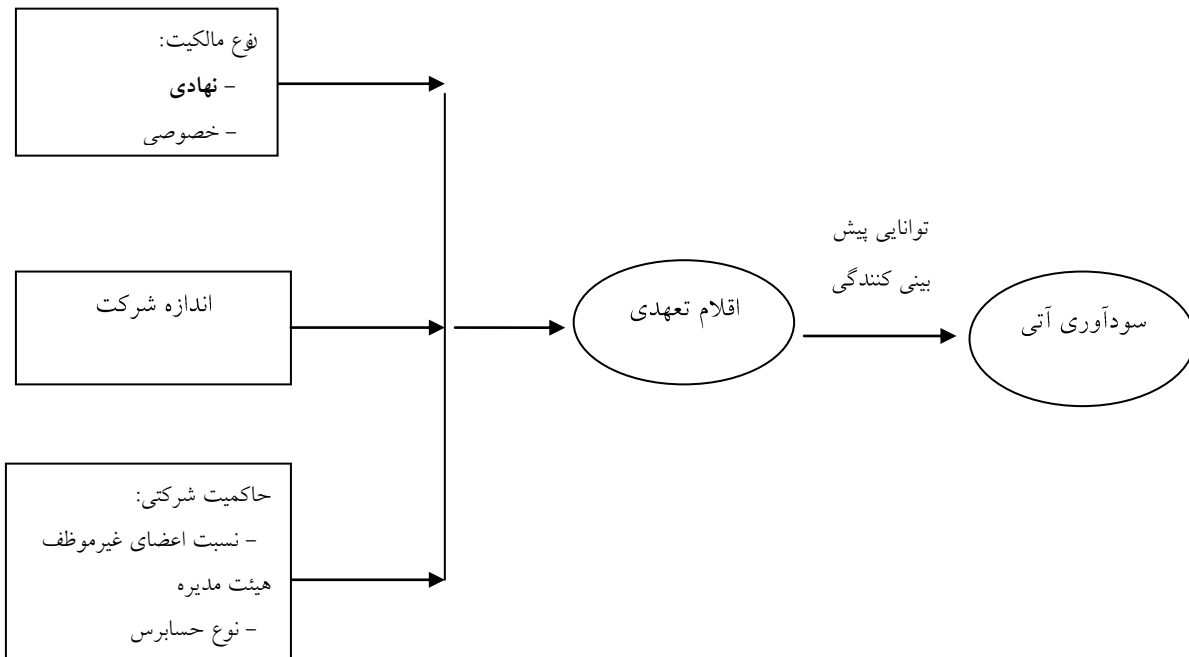 نوع مالکیت:
– نهادی
– خصوصی
اندازه شرکت
حاکمیت شرکتی:
– نسبت اعضای غیرموظف
هیئت مدیره
– نوع حسابرس
اقلام تعهدی
توانایی پیش
بینی کنندگی
سودآوری آتی